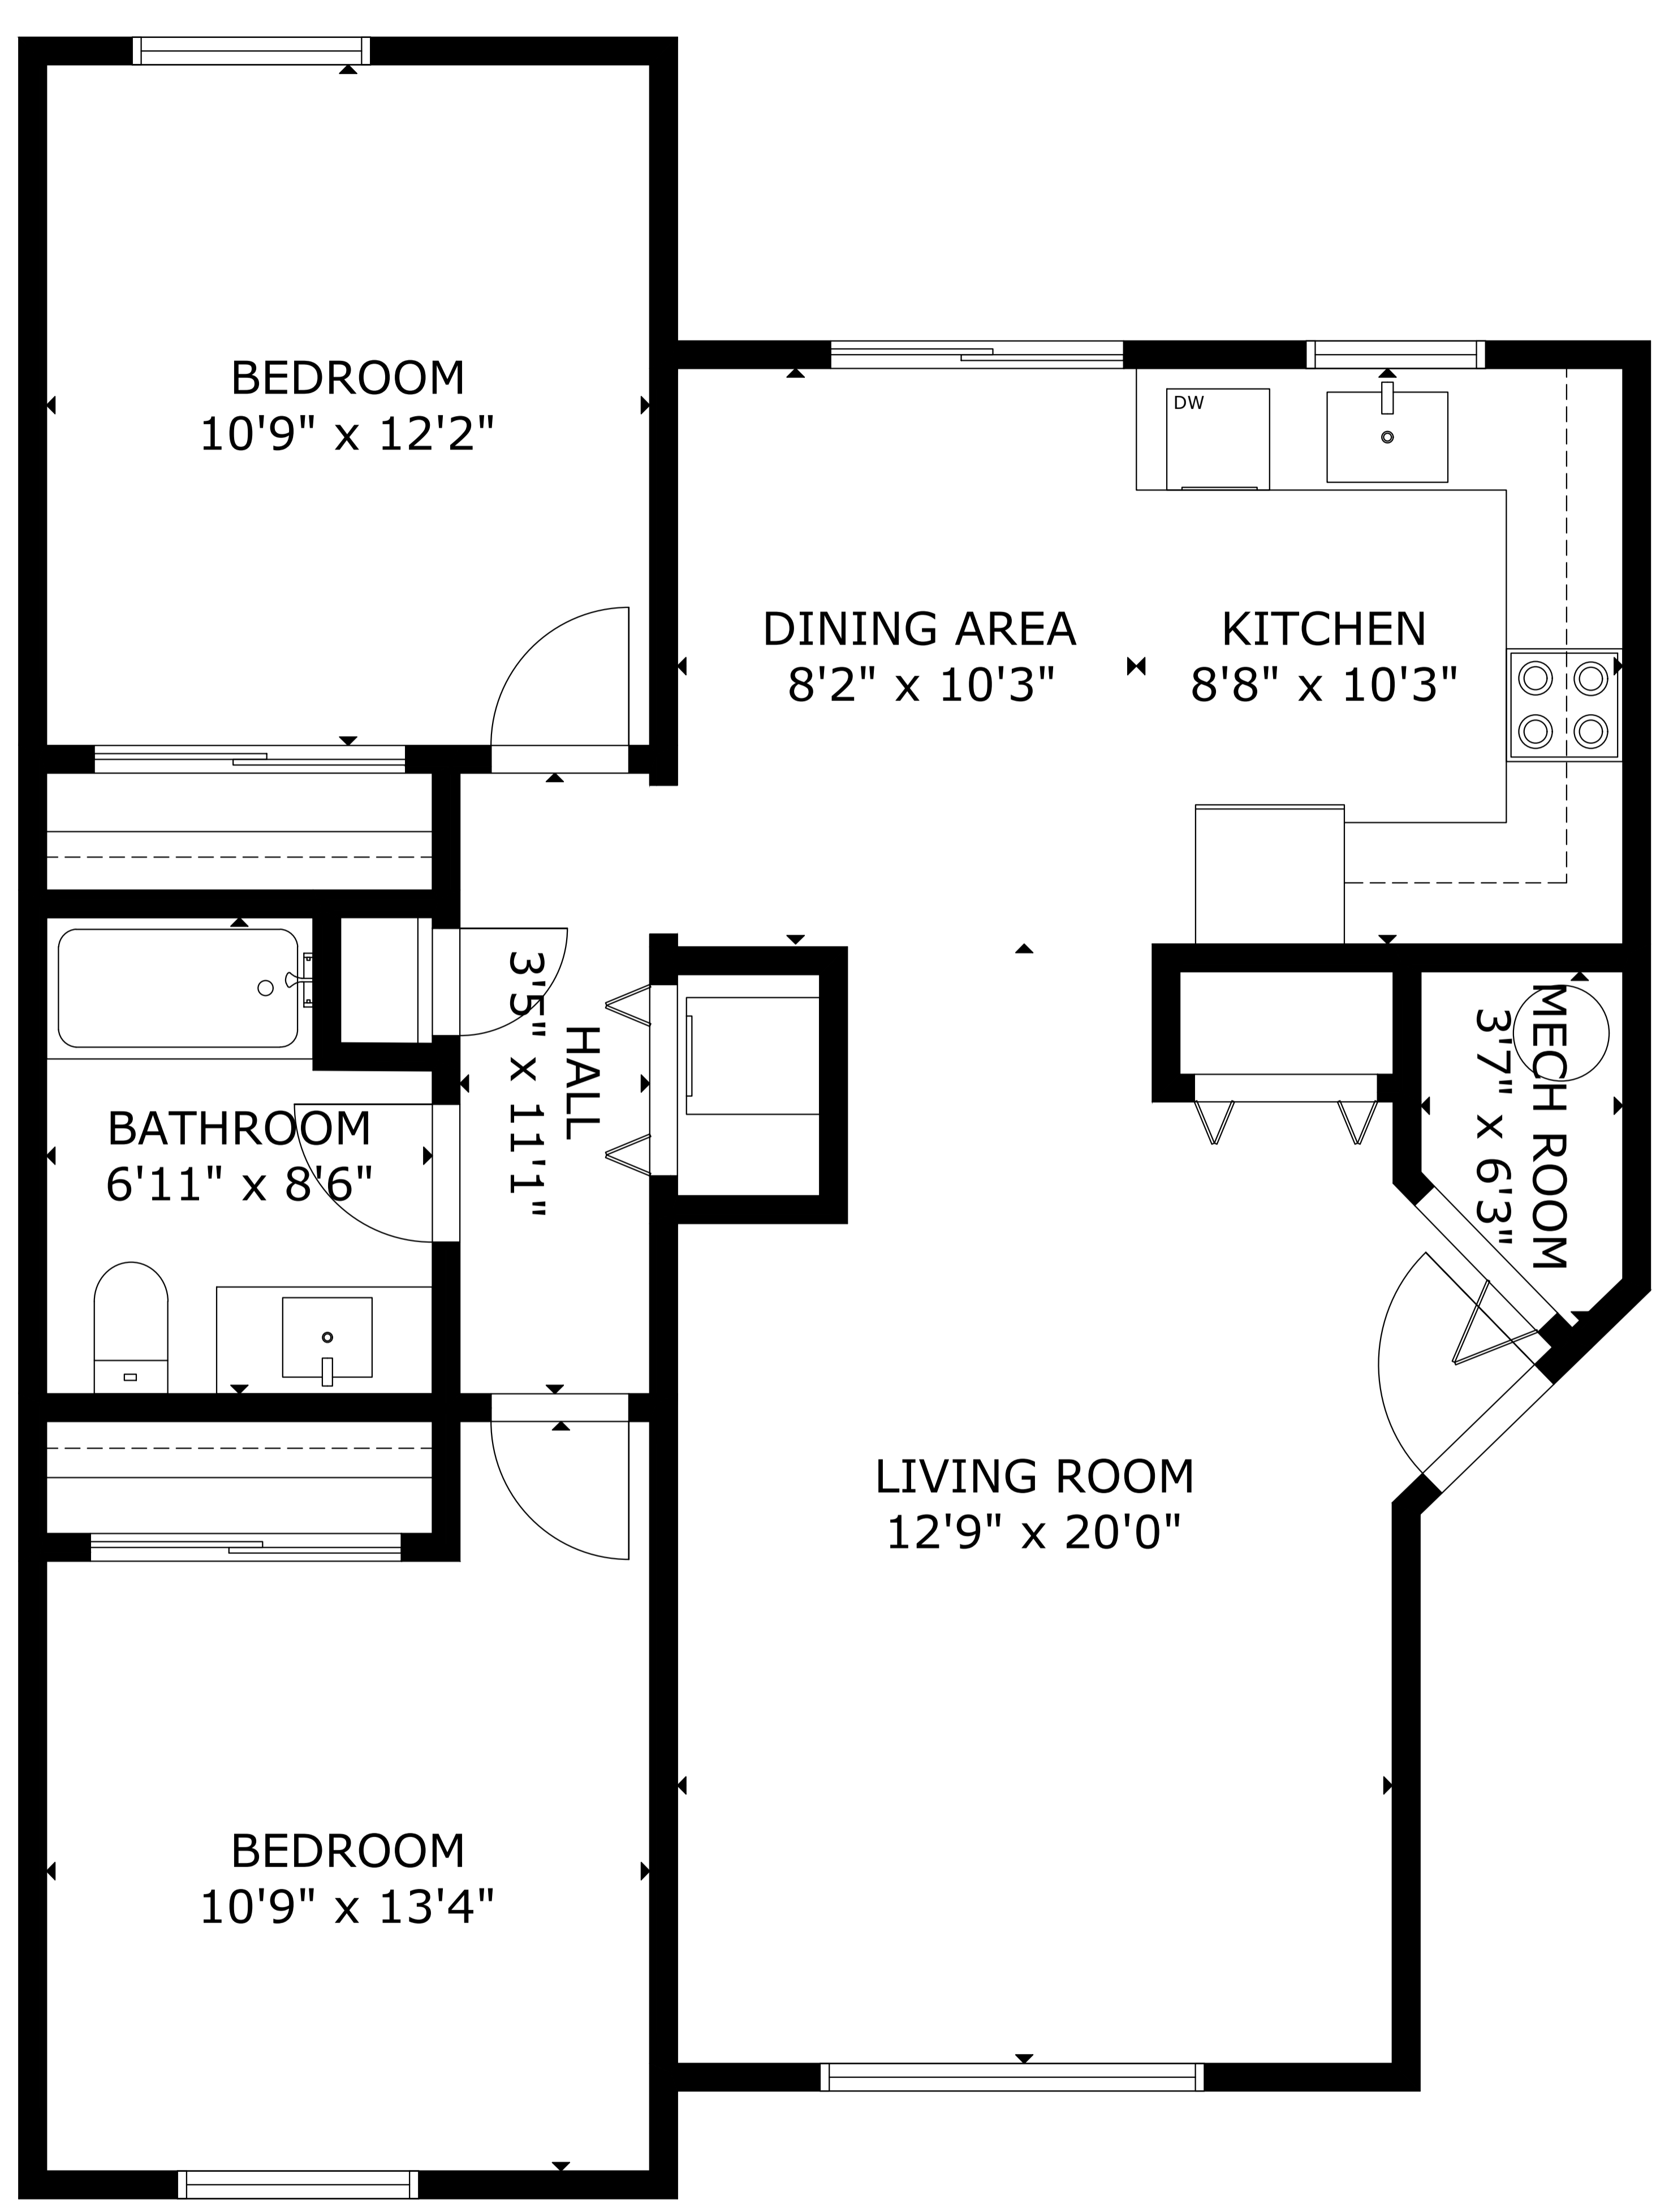 BEDROOM
10'9" x 12'2"
DW
DINING AREA
8'2" x 10'3"
KITCHEN
8'8" x 10'3"
HALL
3'5" x 11'1"
MECH ROOM
3'7" x 6'3"
BATHROOM
6'11" x 8'6"
LIVING ROOM
12'9" x 20'0"
BEDROOM
10'9" x 13'4"